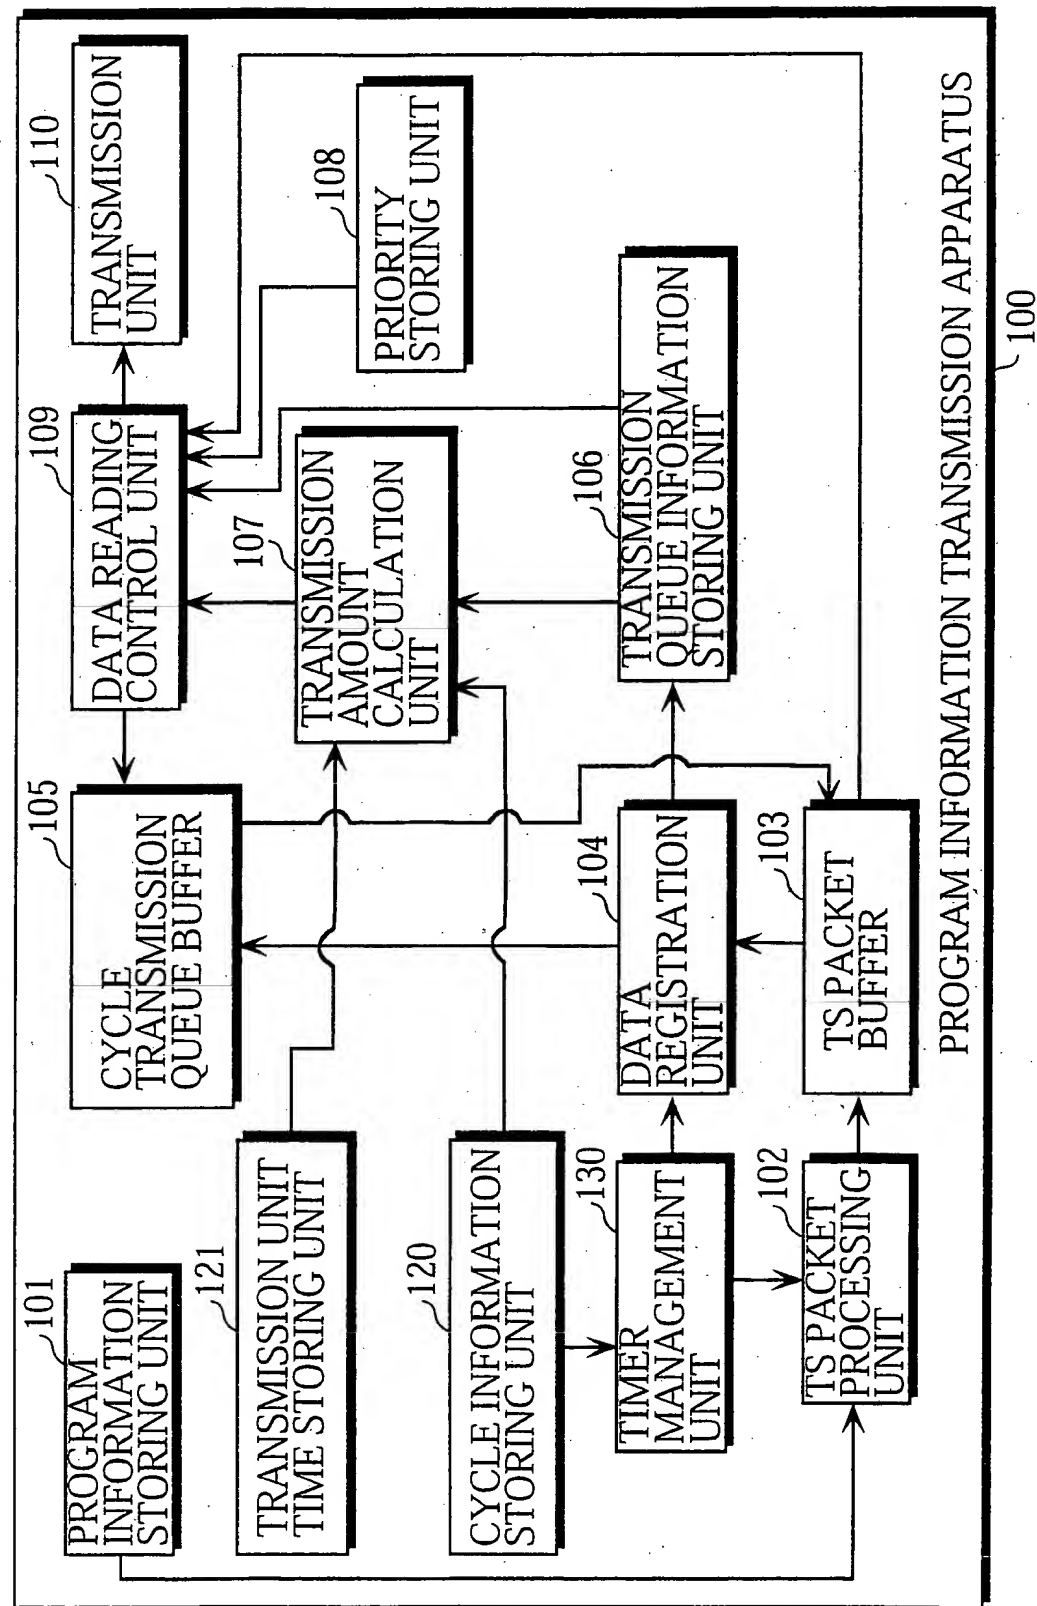 101
PROGRAM
INFORMATION
STORING UNIT
121
TRANSMISSION UNIT
TIME STORING UNIT
120
CYCLE INFORMATION
STORING UNIT
130
TIMER
MANAGEMENT
UNIT
102
TS PACKET
PROCESSING
UNIT
105
CYCLE
TRANSMISSION
QUEUE BUFFER
104
DATA
REGISTRATION
UNIT
103
TS PACKET
BUFFER
109
DATA READING
CONTROL UNIT
107
TRANSMISSION
AMOUNT
CALCULATION
UNIT
106
TRANSMISSION
QUEUE INFORMATION
STORING UNIT
110
TRANSMISSION
UNIT
108
PRIORITY
STORING UNIT
PROGRAM INFORMATION TRANSMISSION APPARATUS
100